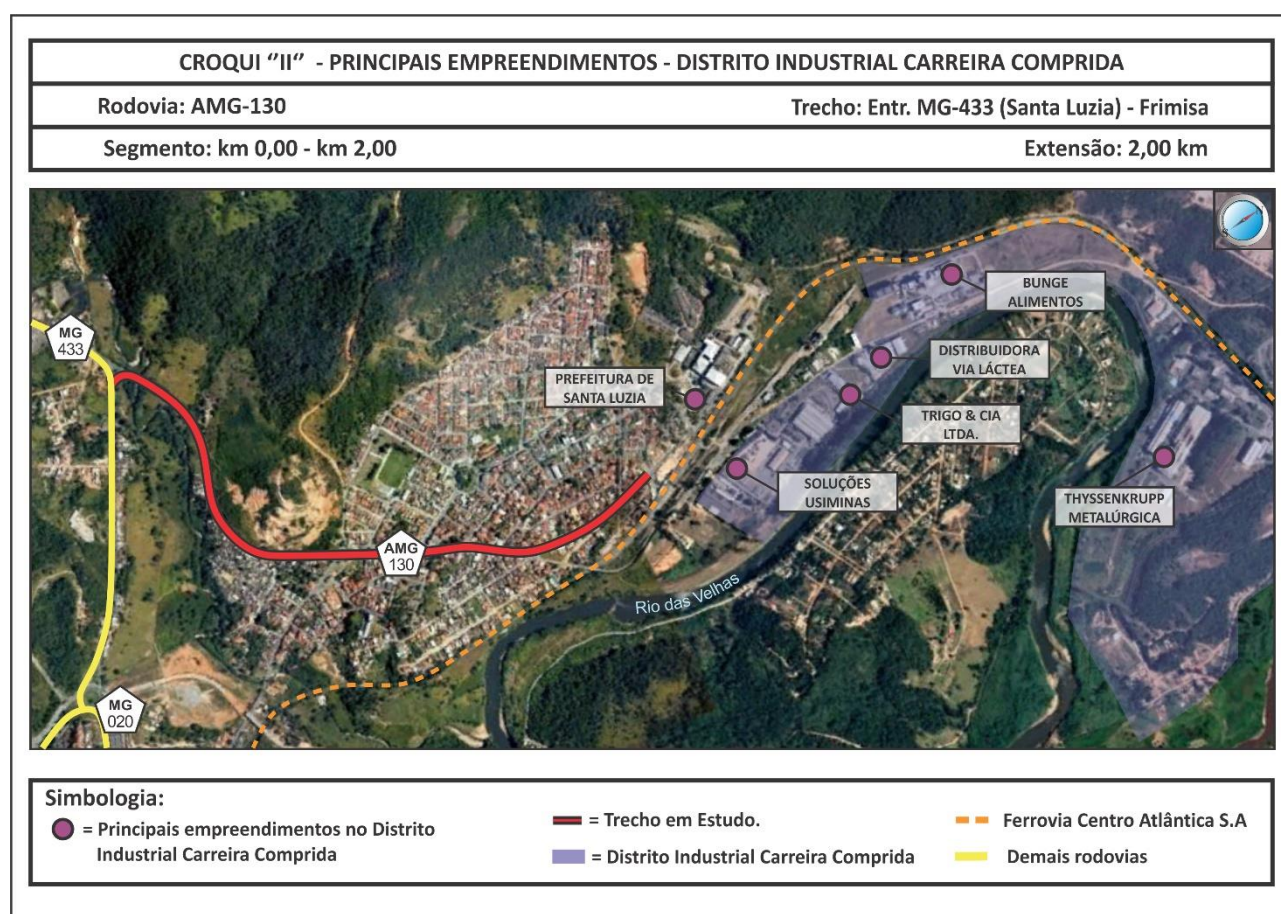 CROQUI ‘’II’’ - PRINCIPAIS EMPREENDIMENTOS - DISTRITO INDUSTRIAL CARREIRA COMPRIDA
Rodovia: AMG-130
Trecho: Entr. MG-433 (Santa Luzia) - Frimisa
Segmento: km 0,00 - km 2,00
Extensão: 2,00 km
MG
433
BUNGE
ALIMENTOS
DISTRIBUIDORA
VIA LÁCTEA
PREFEITURA DE
SANTA LUZIA
TRIGO & CIA
LTDA.
SOLUÇÕES
USIMINAS
THYSSENKRUPP
METALÚRGICA
AMG
130
Rio das Velhas
MG
020
Simbologia:
= Principais empreendimentos no Distrito
Industrial Carreira Comprida
= Trecho em Estudo.
= Distrito Industrial Carreira Comprida
Ferrovia Centro Atlântica S.A
Demais rodovias